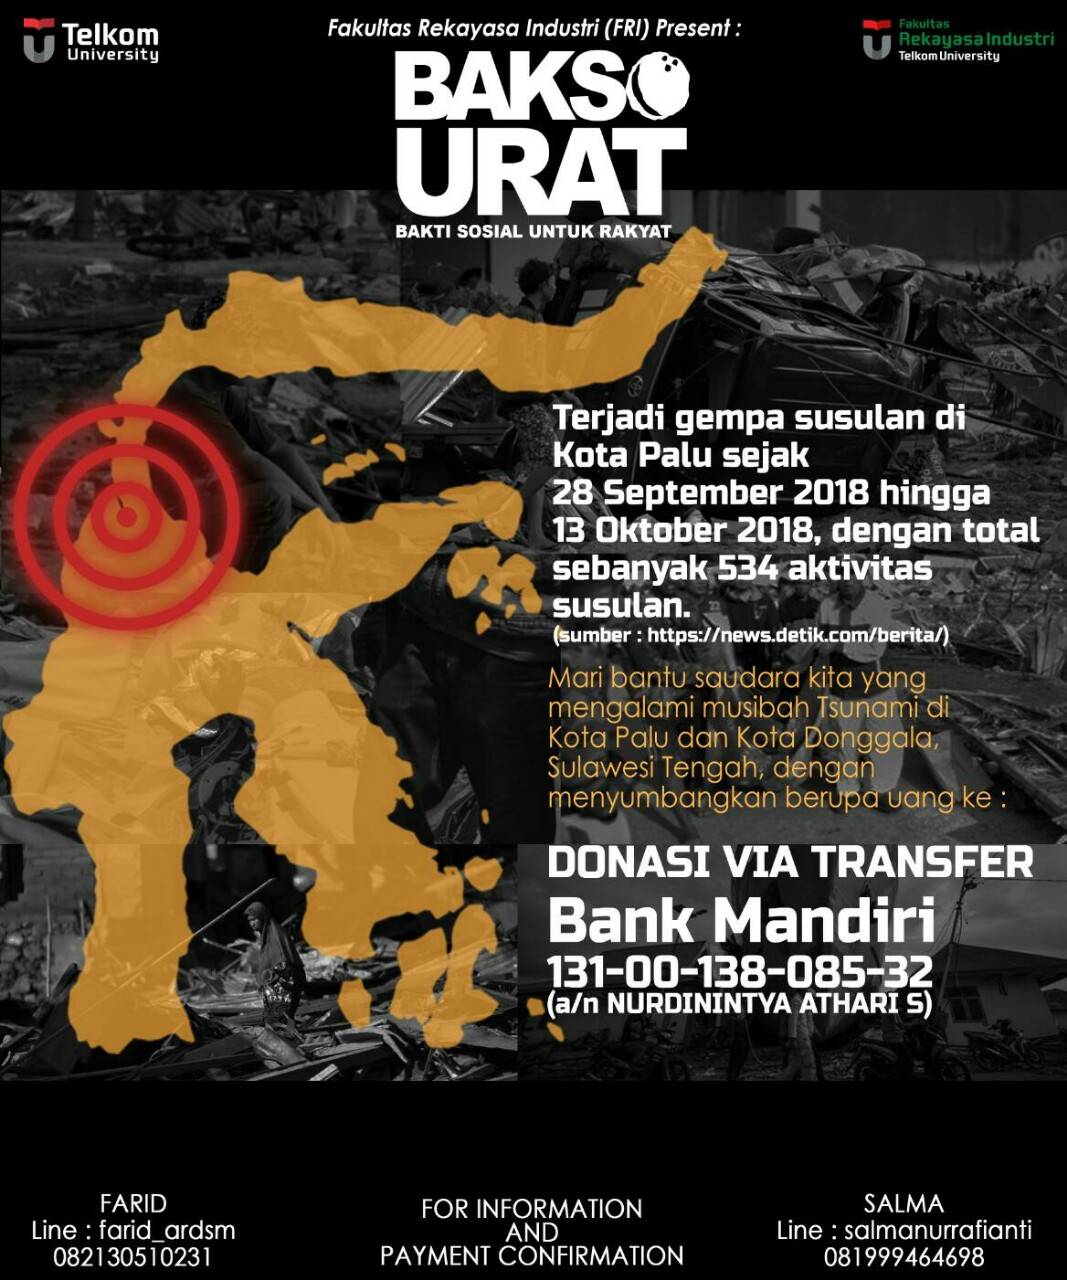 Telkom
University
Fakultas Rekayasa Industri (FRI) Present :
Fakultas
Rekayasa Industri
Telkom University
BAKSO
URAT
BAKTI SOSIAL UNTUK RAKYAT
Terjadi gempa susulan di
Kota Palu sejak
28 September 2018 hingga
13 Oktober 2018, dengan total
sebanyak 534 aktivitas
susulan.
(sumber : https://news.detik.com/berita/)
Mari bantu saudara kita yang
mengalami musibah Tsunami di
Kota Palu dan Kota Donggala,
Sulawesi Tengah, dengan
menyumbangkan berupa uang ke :
DONASI VIA TRANSFER
Bank Mandiri
131-00-138-085-32
(a/n NURDININTYA ATHARI S)
FARID
Line : farid_ardsm
082130510231
FOR INFORMATION
AND
PAYMENT CONFIRMATION
SALMA
Line : salmanurrafianti
081999464698